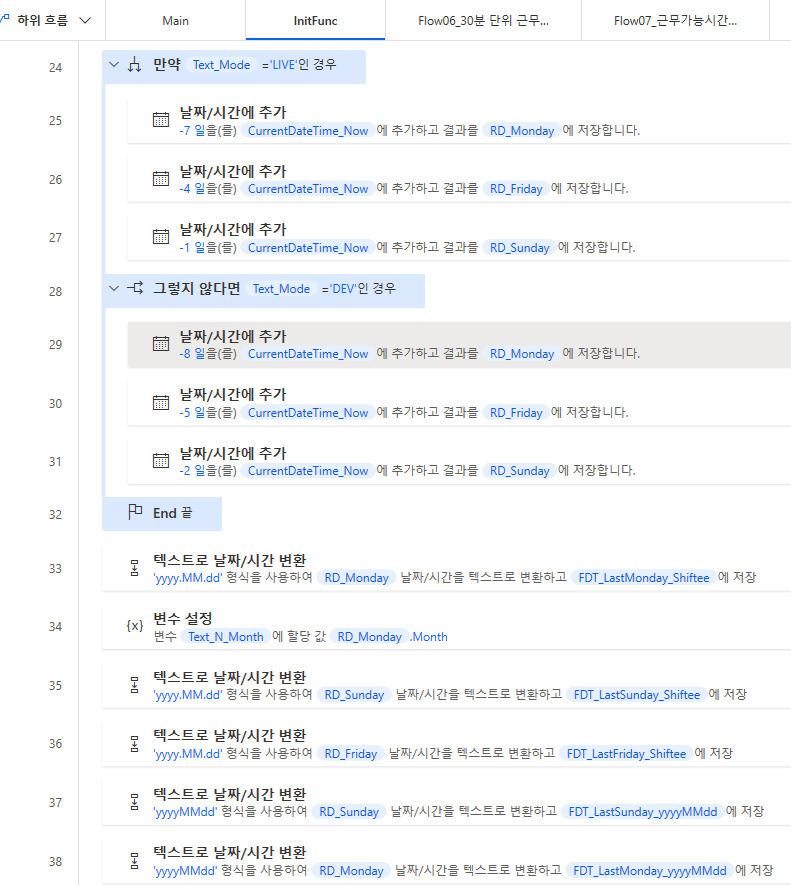 하위 흐름
Main
InitFunc
Flow06_30분 단위 근무...
Flow07_근무가능시간...
24
만약 Text_Mode ='LIVE'인 경우
25
날짜/시간에 추가
-7 일을(를) CurrentDateTime_Now 에 추가하고 결과를 RD_Monday 에 저장합니다.
26
날짜/시간에 추가
-4 일을(를) CurrentDateTime_Now 에 추가하고 결과를 RD_Friday 에 저장합니다.
27
날짜/시간에 추가
-1 일을(를) CurrentDateTime_Now 에 추가하고 결과를 RD_Sunday 에 저장합니다.
28
그렇지 않다면 Text_Mode ='DEV'인 경우
29
날짜/시간에 추가
-8 일을(를) CurrentDateTime_Now 에 추가하고 결과를 RD_Monday 에 저장합니다.
30
날짜/시간에 추가
-5 일을(를) CurrentDateTime_Now 에 추가하고 결과를 RD_Friday 에 저장합니다.
31
날짜/시간에 추가
-2 일을(를) CurrentDateTime_Now 에 추가하고 결과를 RD_Sunday 에 저장합니다.
32
End 끝
33
텍스트로 날짜/시간 변환
'yyyy.MM.dd' 형식을 사용하여 RD_Monday 날짜/시간을 텍스트로 변환하고 FDT_LastMonday_Shiftee 에 저장
34
{x} 변수 설정
변수 Text_N_Month 에 할당 값 RD_Monday .Month
35
텍스트로 날짜/시간 변환
'yyyy.MM.dd' 형식을 사용하여 RD_Sunday 날짜/시간을 텍스트로 변환하고 FDT_LastSunday_Shiftee 에 저장
36
텍스트로 날짜/시간 변환
'yyyy.MM.dd' 형식을 사용하여 RD_Friday 날짜/시간을 텍스트로 변환하고 FDT_LastFriday_Shiftee 에 저장
37
텍스트로 날짜/시간 변환
'yyyyMMdd' 형식을 사용하여 RD_Sunday 날짜/시간을 텍스트로 변환하고 FDT_LastSunday_yyyyMMdd 에 저장
38
텍스트로 날짜/시간 변환
'yyyyMMdd' 형식을 사용하여 RD_Monday 날짜/시간을 텍스트로 변환하고 FDT_LastMonday_yyyyMMdd 에 저장